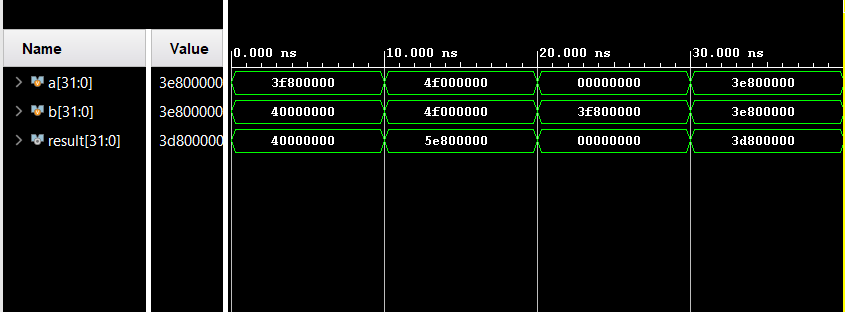 Name Value 0.000 ns 10.000 ns 20.000 ns 30.000 ns
a[31:0] 3e800000 3f800000 4f000000 00000000 3e800000
b[31:0] 3e800000 40000000 4f000000 3f800000 3e800000
result[31:0] 3d800000 40000000 5e800000 00000000 3d800000